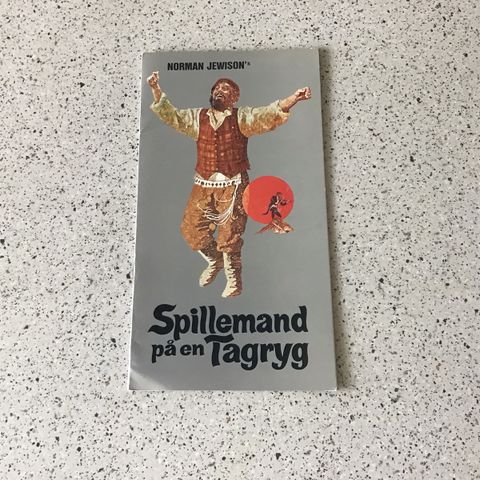 NORMAN JEWISON's
Spillemand
på en Tagryg